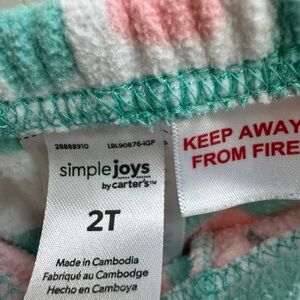 28888910 LBL90876-IGP
simple joys
by carter's™
2T
Made in Cambodia
Fabriqué au Cambodge
Hecho en Camboya
KEEP AWAY
FROM FIRE